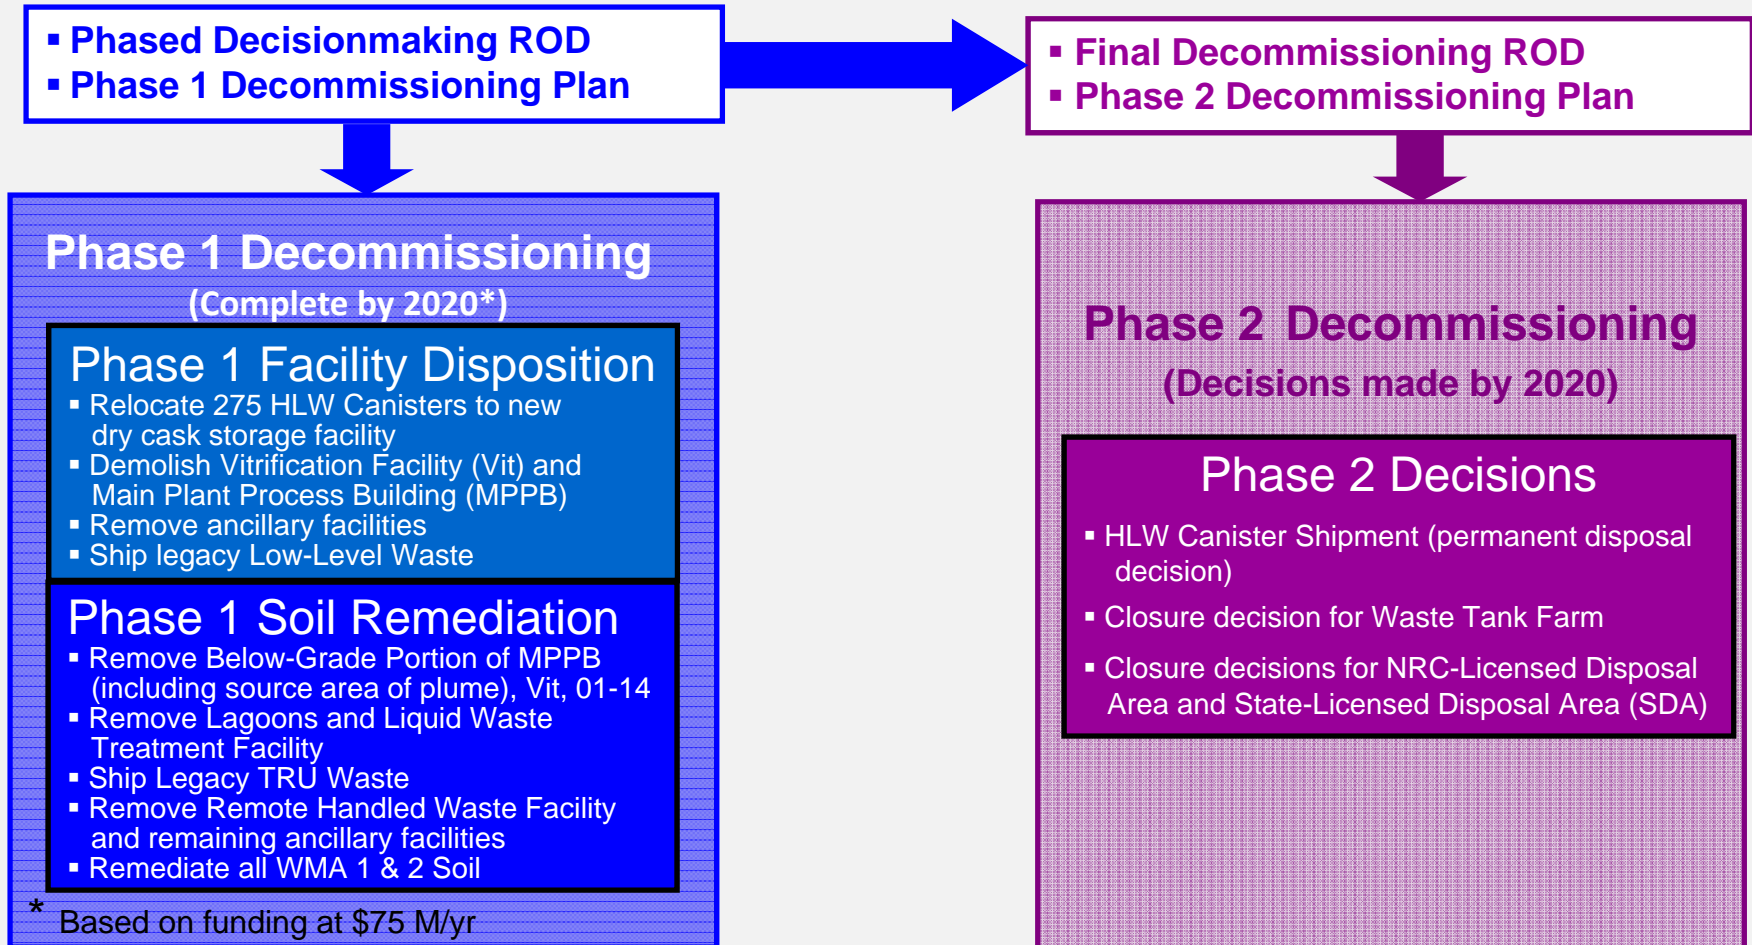 ▪ Phased Decisionmaking ROD
▪ Phase 1 Decommissioning Plan
▪ Final Decommissioning ROD
▪ Phase 2 Decommissioning Plan
Phase 1 Decommissioning
(Complete by 2020*)
Phase 1 Facility Disposition
▪ Relocate 275 HLW Canisters to new
dry cask storage facility
▪ Demolish Vitrification Facility (Vit) and
Main Plant Process Building (MPPB)
▪ Remove ancillary facilities
▪ Ship legacy Low-Level Waste
Phase 1 Soil Remediation
▪ Remove Below-Grade Portion of MPPB
(including source area of plume), Vit, 01-14
▪ Remove Lagoons and Liquid Waste
Treatment Facility
▪ Ship Legacy TRU Waste
▪ Remove Remote Handled Waste Facility
and remaining ancillary facilities
▪ Remediate all WMA 1 & 2 Soil
* Based on funding at $75 M/yr
Phase 2 Decommissioning
(Decisions made by 2020)
Phase 2 Decisions
▪ HLW Canister Shipment (permanent disposal
decision)
▪ Closure decision for Waste Tank Farm
▪ Closure decisions for NRC-Licensed Disposal
Area and State-Licensed Disposal Area (SDA)